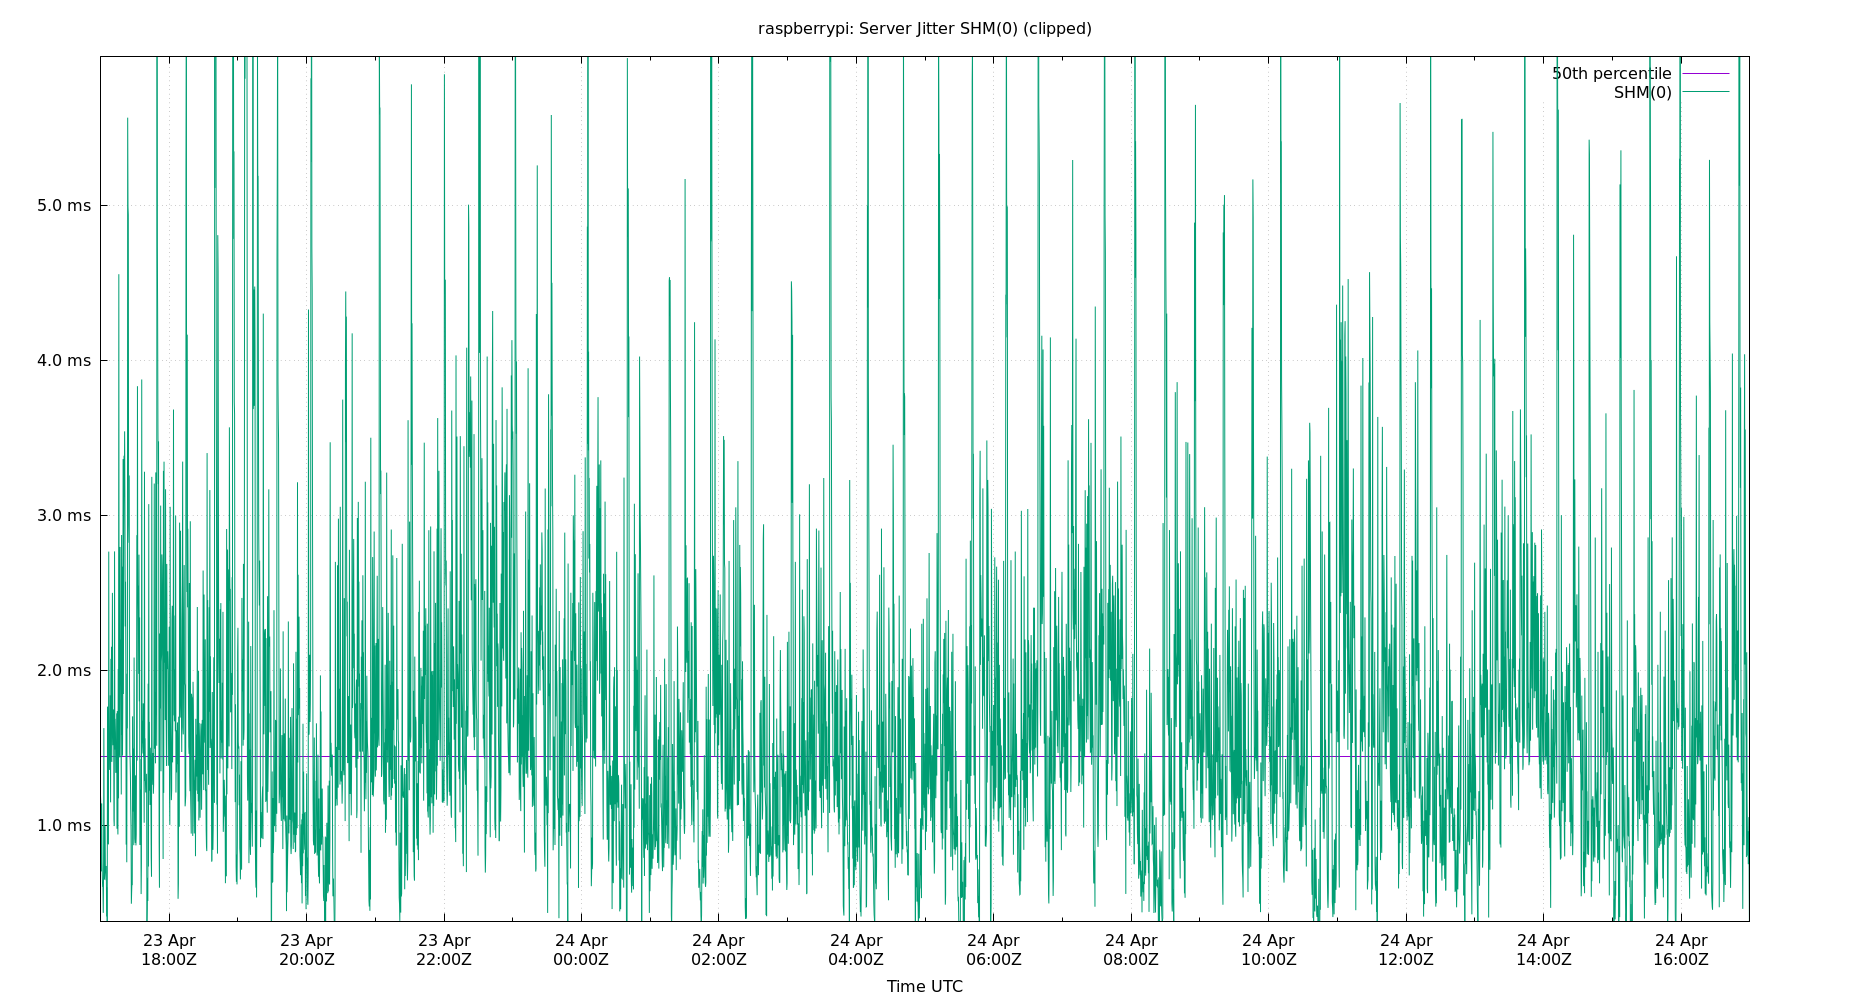 raspberrypi: Server Jitter SHM(0) (clipped)
50th percentile
SHM(0)
5.0 ms
4.0 ms
3.0 ms
2.0 ms
1.0 ms
23 Apr 23 Apr 23 Apr 24 Apr 24 Apr 24 Apr 24 Apr 24 Apr 24 Apr 24 Apr 24 Apr 24 Apr
18:00Z 20:00Z 22:00Z 00:00Z 02:00Z 04:00Z 06:00Z 08:00Z 10:00Z 12:00Z 14:00Z 16:00Z
Time UTC